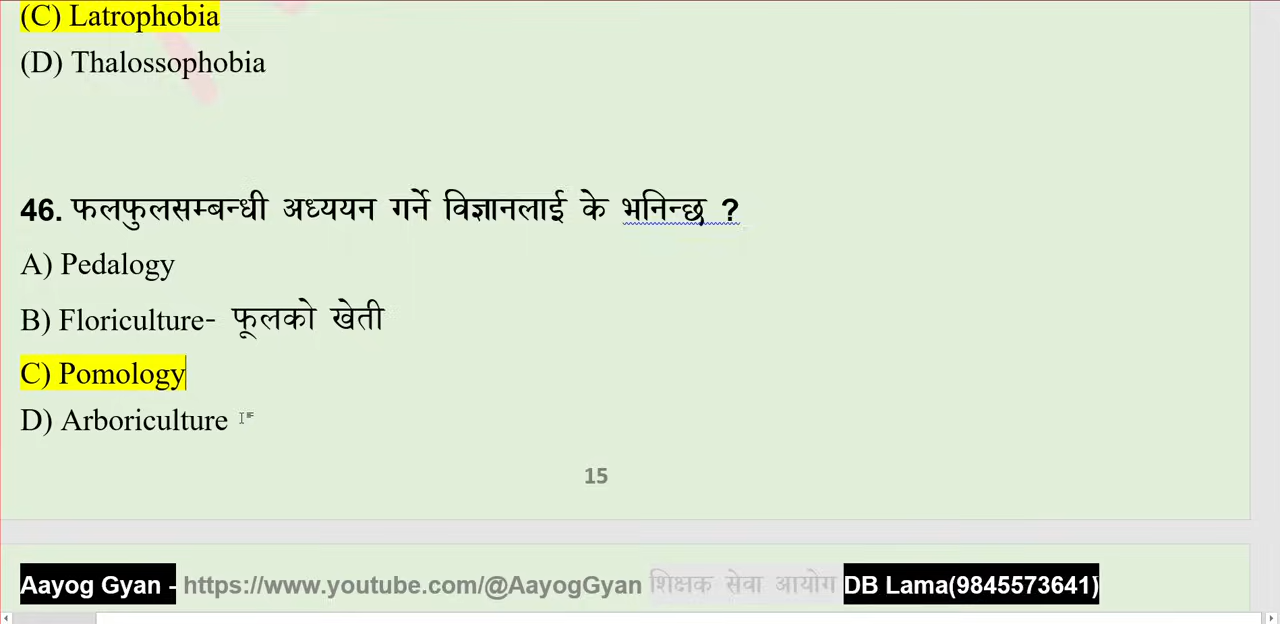 (C) Latrophobia
(D) Thalossophobia
46. फलफुलसम्बन्धी अध्ययन गर्ने विज्ञानलाई के भनिन्छ ?
A) Pedalogy
B) Floriculture- फूलको खेती
C) Pomology
D) Arboriculture
15
Aayog Gyan - https://www.youtube.com/@AayogGyan शिक्षक सेवा आयोग DB Lama(9845573641)